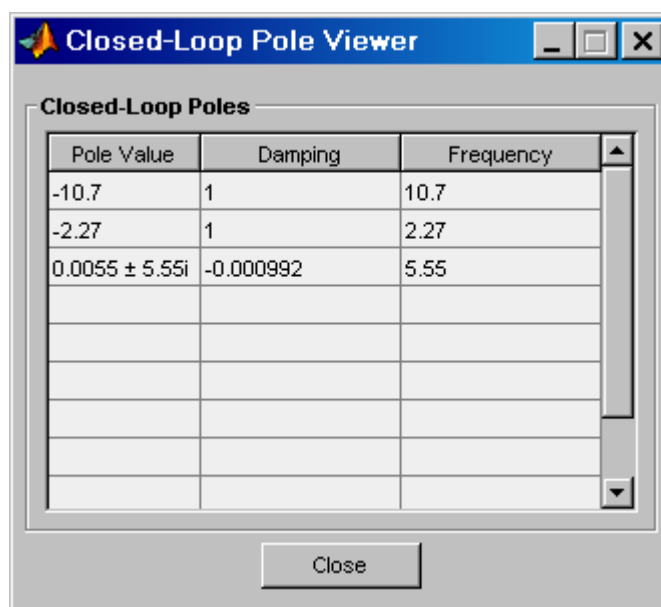 Closed-Loop Pole Viewer
Closed-Loop Poles
Pole Value Damping Frequency
-10.7 1 10.7
-2.27 1 2.27
0.0055 ± 5.55i -0.000992 5.55
Close